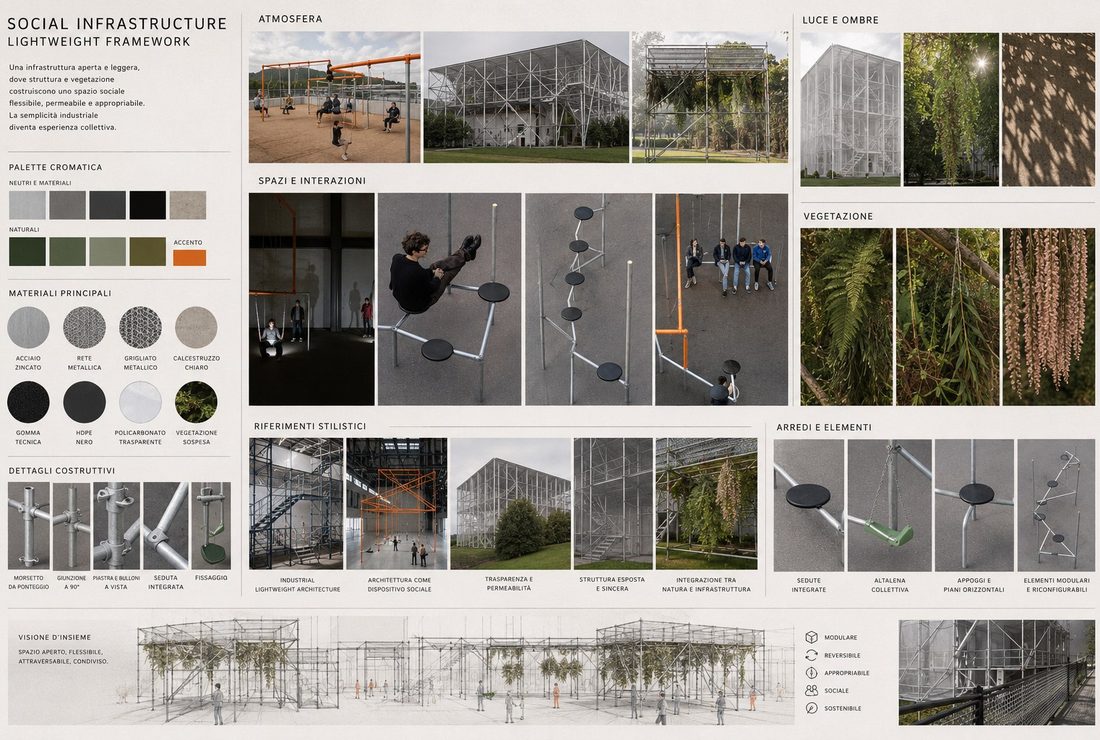 SOCIAL INFRASTRUCTURE
LIGHTWEIGHT FRAMEWORK
Una infrastruttura aperta e leggera,
dove struttura e vegetazione
costruiscono uno spazio sociale
flessibile, permeabile e appropriabile.
La semplicità industriale
diventa esperienza collettiva.
PALETTE CROMATICA
NEUTRI E MATERIALI
NATURALI
ACCENTO
MATERIALI PRINCIPALI
ACCIAIO
ZINCATO
RETE
METALLICA
GRIGLIATO
METALLICO
CALCESTRUZZO
CHIARO
GOMMA
TECNICA
HDPE
NERO
POLICARBONATO
TRASPARENTE
VEGETAZIONE
SOSPESA
DETTAGLI COSTRUTTIVI
MORSETTO
DA PONTEGGIO
GIUNZIONE
A 90°
PIASTRA E BULLONI
A VISTA
SEDUTA
INTEGRATA
FISSAGGIO
ATMOSFERA
SPAZI E INTERAZIONI
RIFERIMENTI STILISTICI
INDUSTRIAL
LIGHTWEIGHT ARCHITECTURE
ARCHITETTURA COME
DISPOSITIVO SOCIALE
TRASPARENZA E
PERMEABILITÀ
STRUTTURA ESPOSTA
E SINCERA
INTEGRAZIONE TRA
NATURA E INFRASTRUTTURA
LUCE E OMBRE
VEGETAZIONE
ARREDI E ELEMENTI
SEDUTE
INTEGRATE
ALTALENA
COLLETTIVA
APPOGGI E
PIANI ORIZZONTALI
ELEMENTI MODULARI
E RICONFIGURABILI
VISIONE D'INSIEME
SPAZIO APERTO, FLESSIBILE,
ATTRAVERSABILE, CONDIVISO.
MODULARE
REVERSIBILE
APPROPRIABILE
SOCIALE
SOSTENIBILE